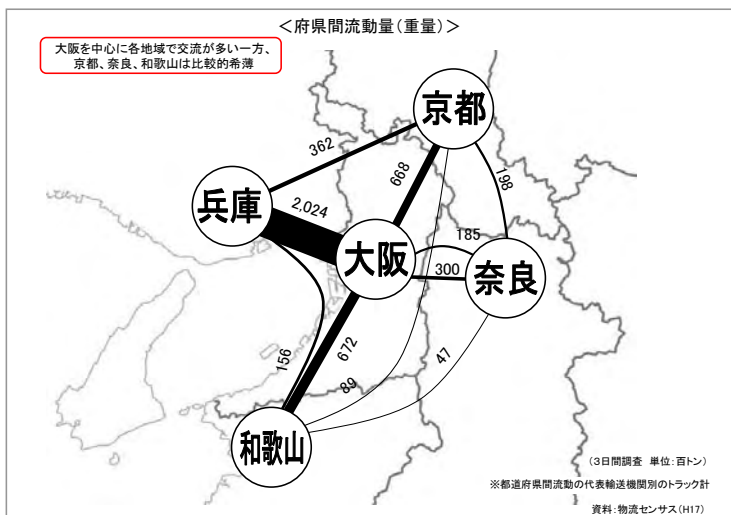 ＜府県間流動量（重量）＞
大阪を中心に各地域で交流が多い一方、
京都、奈良、和歌山は比較的希薄
京都
362
668
198
兵庫
2,024
大阪
185
300
奈良
156
672
89
47
和歌山
（3日間調査 単位：百トン）
※都道府県間流動の代表輸送機関別のトラック計
資料：物流センサス（H17）